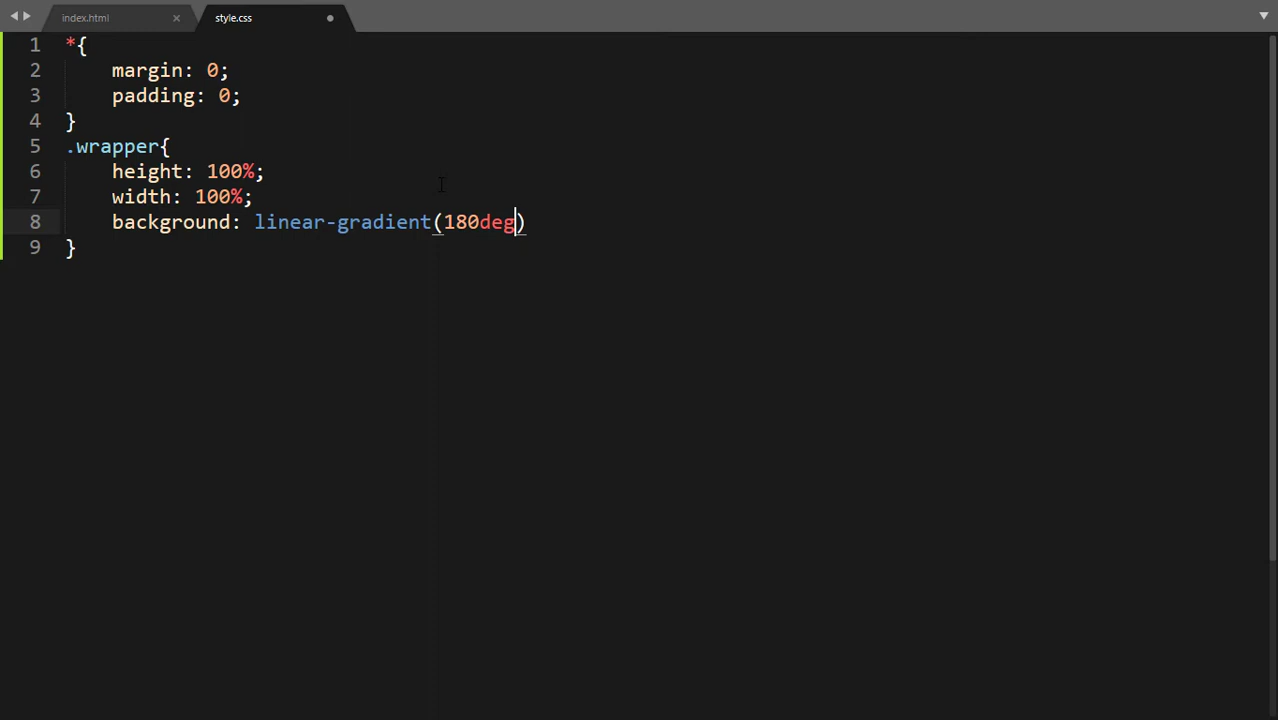 index.html × style.css
1 *{
2 margin: 0;
3 padding: 0;
4 }
5 .wrapper{
6 height: 100%;
7 width: 100%;
8 background: linear-gradient(180deg)
9 }